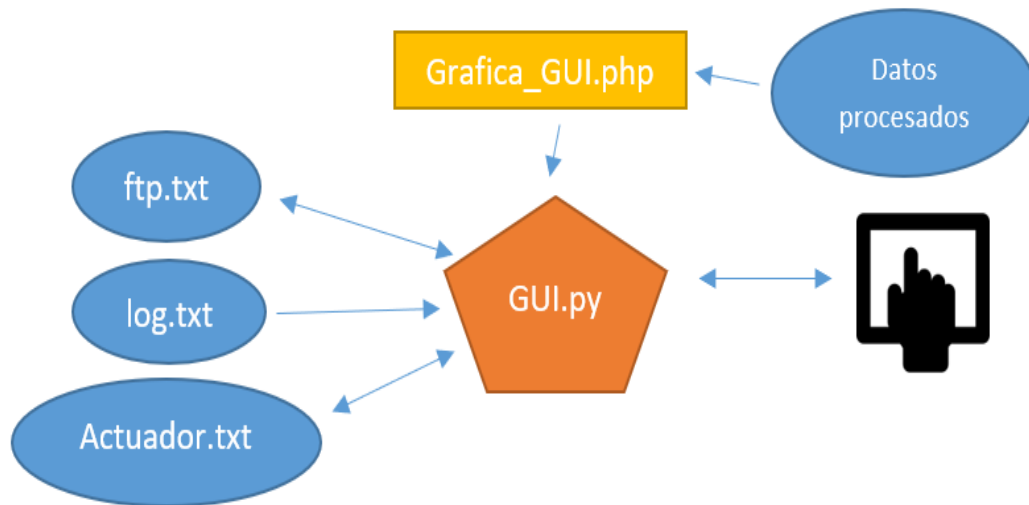 Grafica_GUI.php
Datos
procesados
ftp.txt
log.txt
GUI.py
Actuador.txt